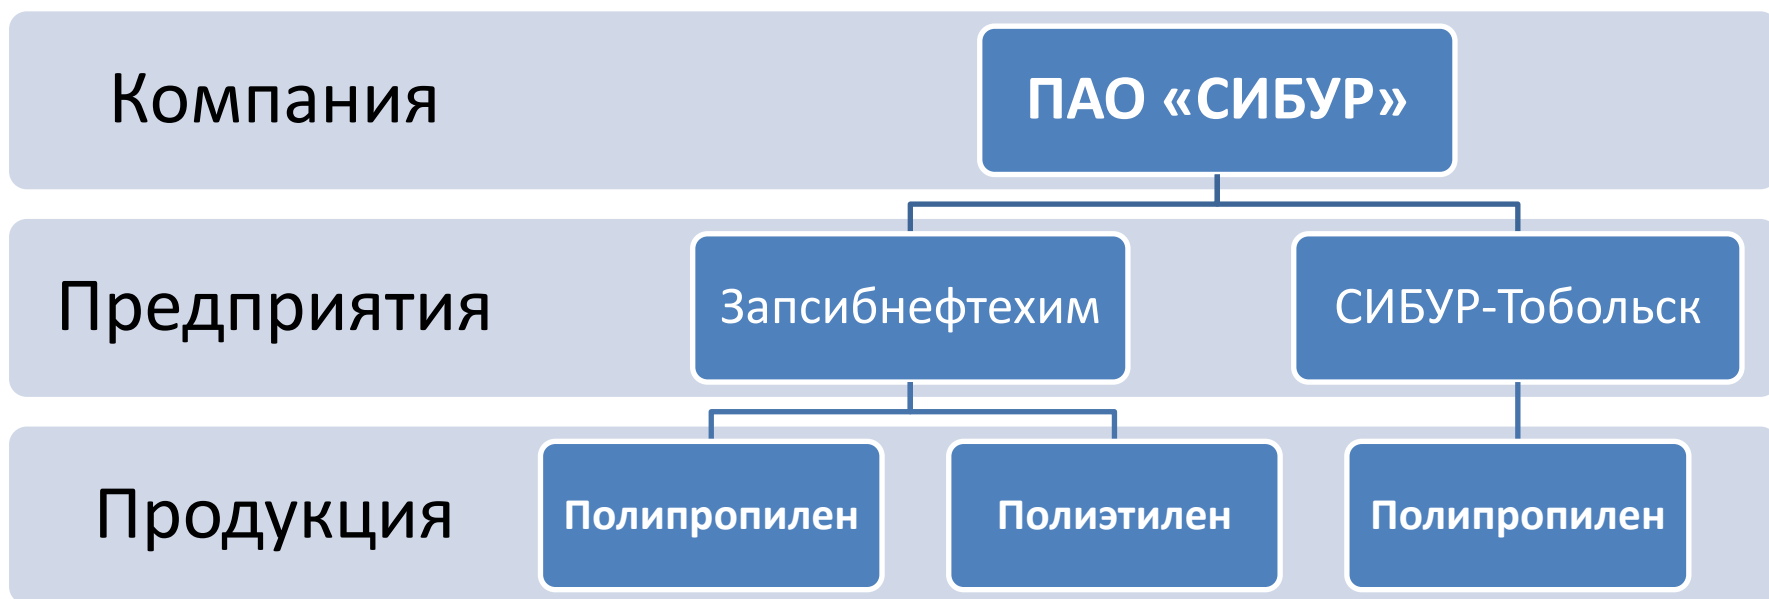 Компания
ПАО «СИБУР»
Предприятия
Запсибнефтехим
СИБУР-Тобольск
Продукция
Полипропилен
Полиэтилен
Полипропилен